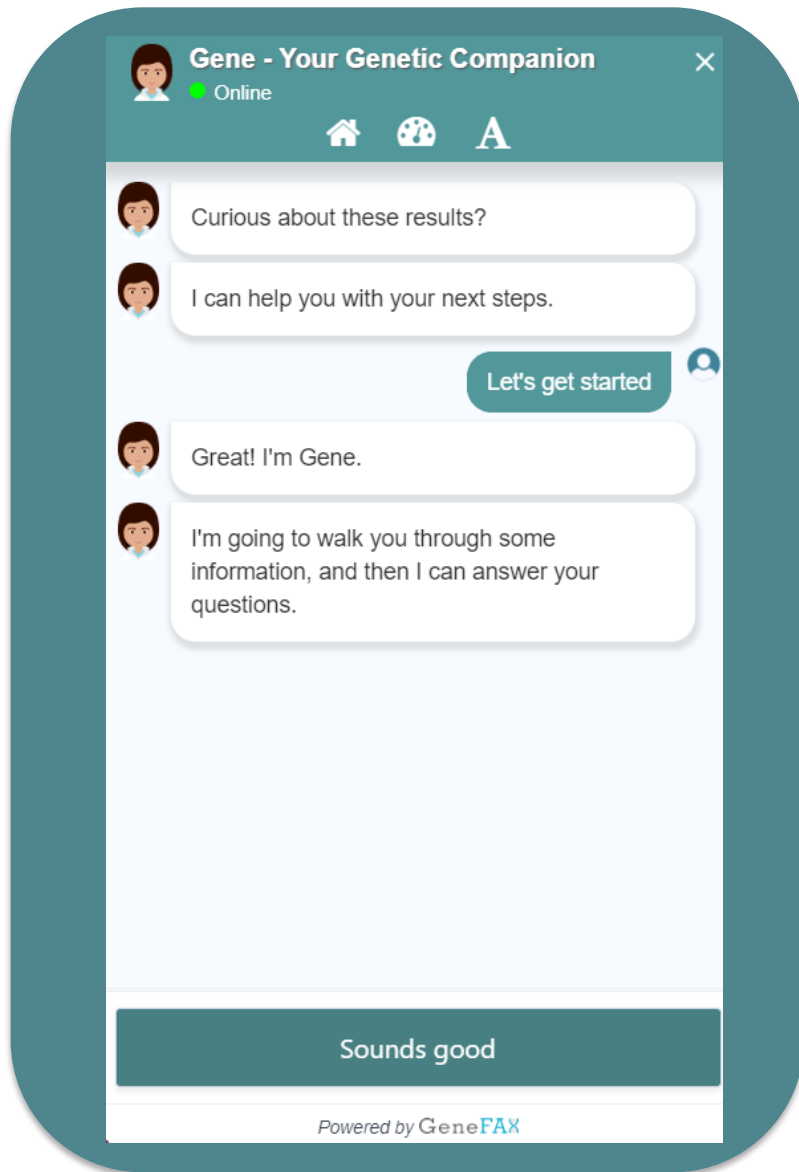 Gene - Your Genetic Companion
Online
A
Curious about these results?
I can help you with your next steps.
Let's get started
Great! I'm Gene.
I'm going to walk you through some
information, and then I can answer your
questions.
Sounds good
Powered by GeneFAX